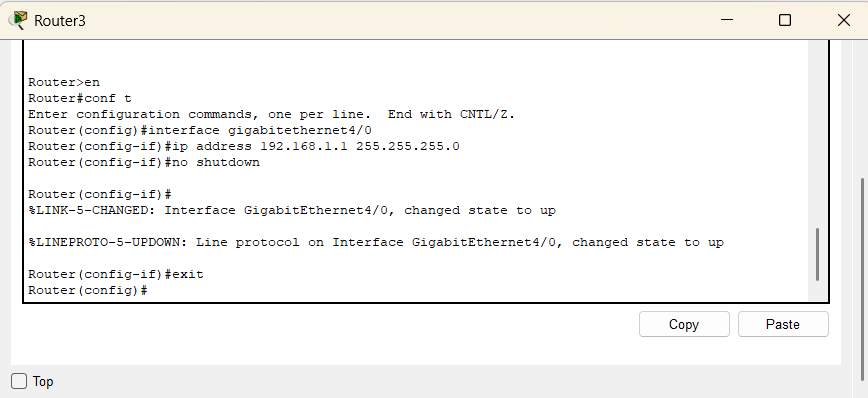 Router3
Router>en
Router#conf t
Enter configuration commands, one per line.  End with CNTL/Z.
Router(config)#interface gigabitethernet4/0
Router(config-if)#ip address 192.168.1.1 255.255.255.0
Router(config-if)#no shutdown
Router(config-if)#
%LINK-5-CHANGED: Interface GigabitEthernet4/0, changed state to up
%LINEPROTO-5-UPDOWN: Line protocol on Interface GigabitEthernet4/0, changed state to up
Router(config-if)#exit
Router(config)#
Copy Paste
Top